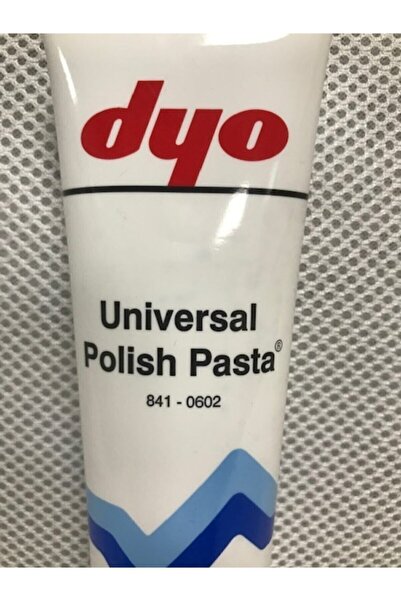 dyo
Universal
Polish Pasta®
841 - 0602